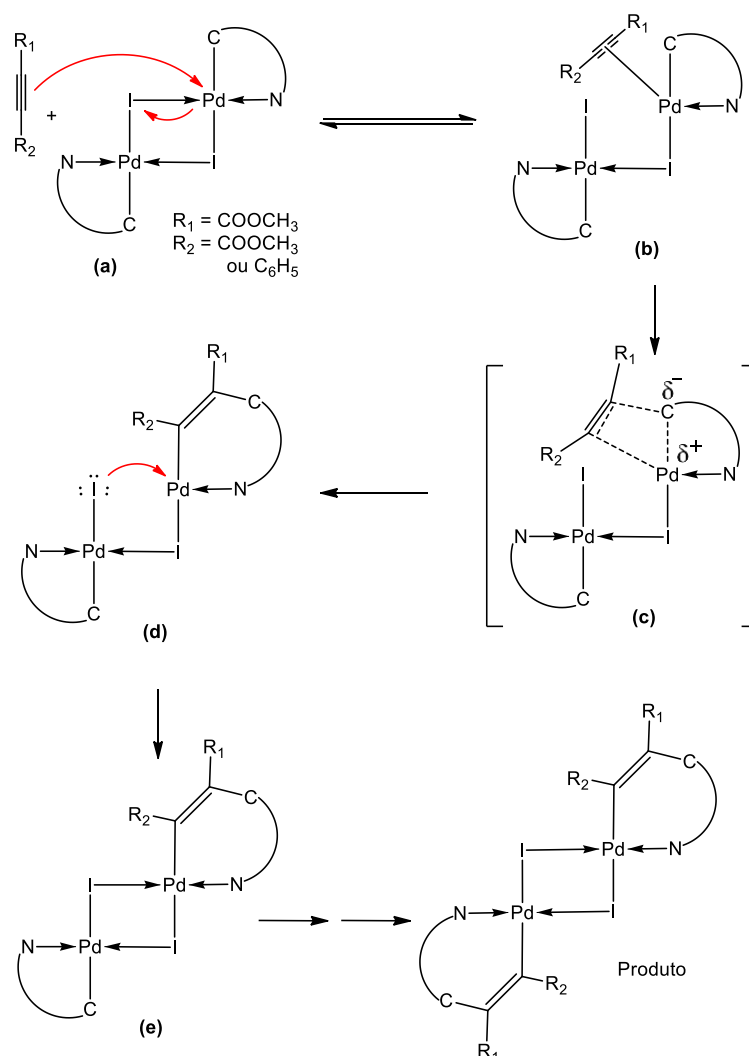 R1
R2
+
I
Pd
N
C
N
Pd
I
C
R1 = COOCH3
R2 = COOCH3
ou C6H5
(a)
R1
R2
C
Pd
N
I
N
Pd
I
C
(b)
R1
R2
C
δ−
δ+
Pd
N
I
N
Pd
I
C
(c)
R1
R2
C
I
Pd
N
N
Pd
I
C
(d)
R1
R2
C
I
Pd
N
N
Pd
I
C
(e)
R1
R2
C
I
Pd
N
N
Pd
I
C
R2
R1
Produto